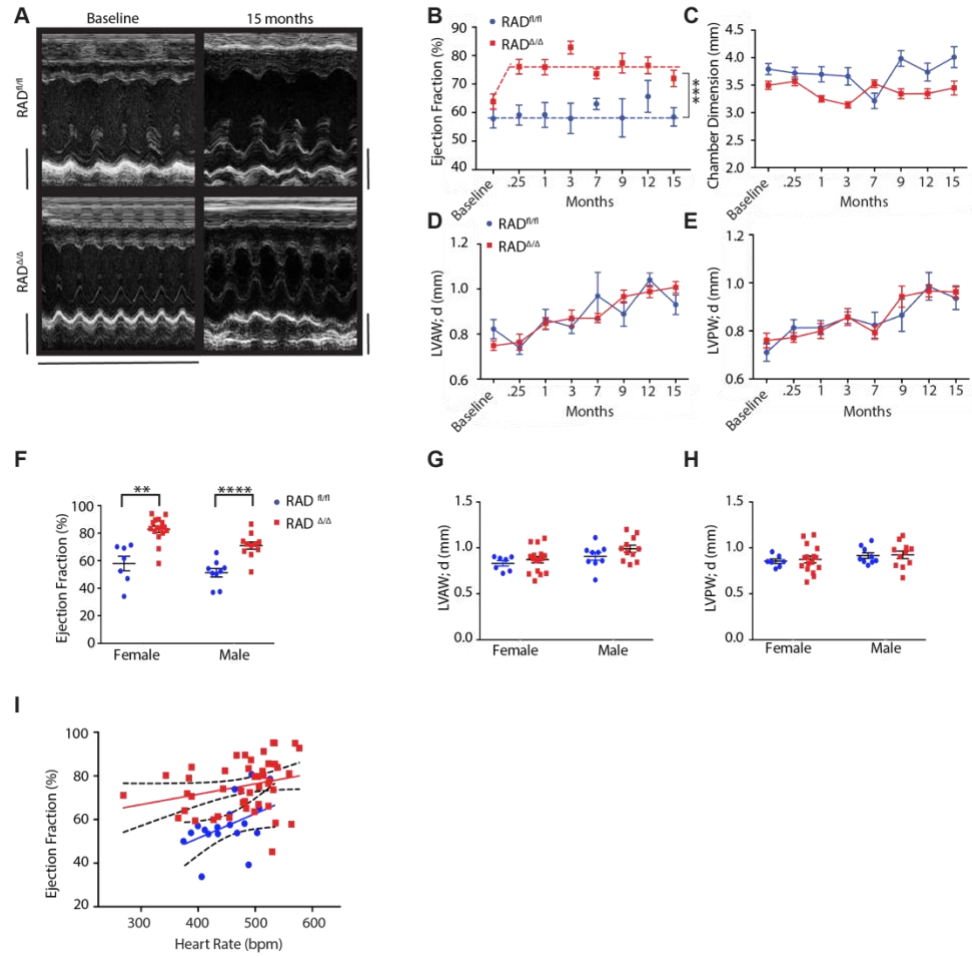 A
Baseline
15 months
RADfl/fl
RADΔ/Δ
B
RADfl/fl
RADΔ/Δ
Ejection Fraction (%)
90
80
70
60
50
40
***
Baseline
.25
1
3
7
9
12
15
Months
C
Chamber Dimension (mm)
4.5
4.0
3.5
3.0
2.5
2.0
Baseline
.25
1
3
7
9
12
15
Months
D
RADfl/fl
RADΔ/Δ
LVAW; d (mm)
1.2
1.0
0.8
0.6
Baseline
.25
1
3
7
9
12
15
Months
E
LVPW; d (mm)
1.2
1.0
0.8
0.6
Baseline
.25
1
3
7
9
12
15
Months
F
**
****
RAD fl/fl
RAD Δ/Δ
Ejection Fraction (%)
100
80
60
40
20
0
Female
Male
G
LVAW; d (mm)
1.5
1.0
0.5
0.0
Female
Male
H
LVPW; d (mm)
1.5
1.0
0.5
0.0
Female
Male
I
Ejection Fraction (%)
100
80
60
40
20
300
400
500
600
Heart Rate (bpm)